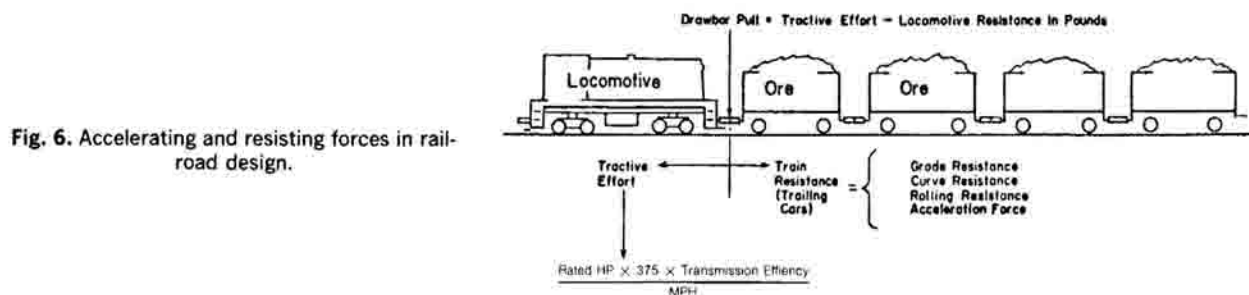 Drawbar Pull = Tractive Effort - Locomotive Resistance In Pounds
Locomotive
Ore
Ore
Fig. 6. Accelerating and resisting forces in rail-
road design.
Tractive
Effort
Train
Resistance
(Trailing
Cars)
=
Grade Resistance
Curve Resistance
Rolling Resistance
Acceleration Force
Rated HP × 375 × Transmission Effiency
MPH